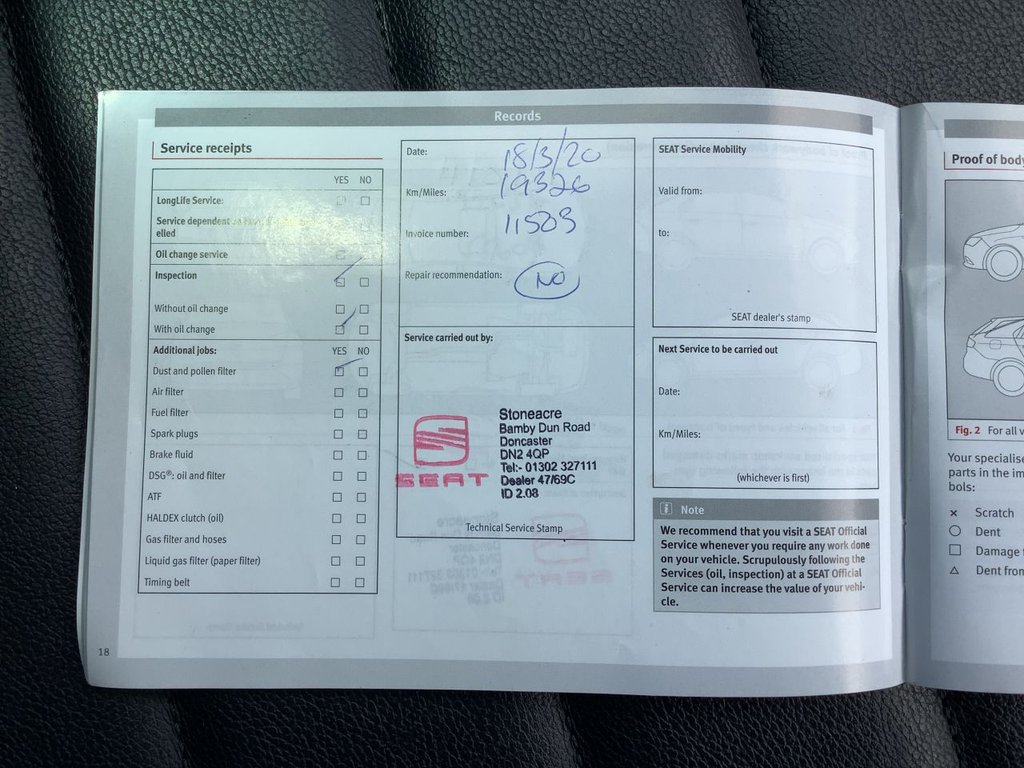 Records
Service receipts
YES NO
LongLife Service:
Service dependent
elled
Oil change service
Inspection
Without oil change
With oil change
Additional jobs: YES NO
Dust and pollen filter
Air filter
Fuel filter
Spark plugs
Brake fluid
DSG®: oil and filter
ATF
HALDEX clutch (oil)
Gas filter and hoses
Liquid gas filter (paper filter)
Timing belt
18
Date: 18/3/20
Km/Miles: 19326
Invoice number: 11503
Repair recommendation: NO
Service carried out by:
SEAT
Stoneacre
Bamby Dun Road
Doncaster
DN2 4QP
Tel:- 01302 327111
Dealer 47/69C
ID 2.08
Technical Service Stamp
SEAT Service Mobility
Valid from:
to:
SEAT dealer's stamp
Next Service to be carried out
Date:
Km/Miles:
(whichever is first)
i Note
We recommend that you visit a SEAT Official
Service whenever you require any work done
on your vehicle. Scrupulously following the
Services (oil, inspection) at a SEAT Official
Service can increase the value of your vehi-
cle.
Proof of body
Fig. 2 For all v
Your specialise
parts in the im
bols:
× Scratch
○ Dent
□ Damage
△ Dent from